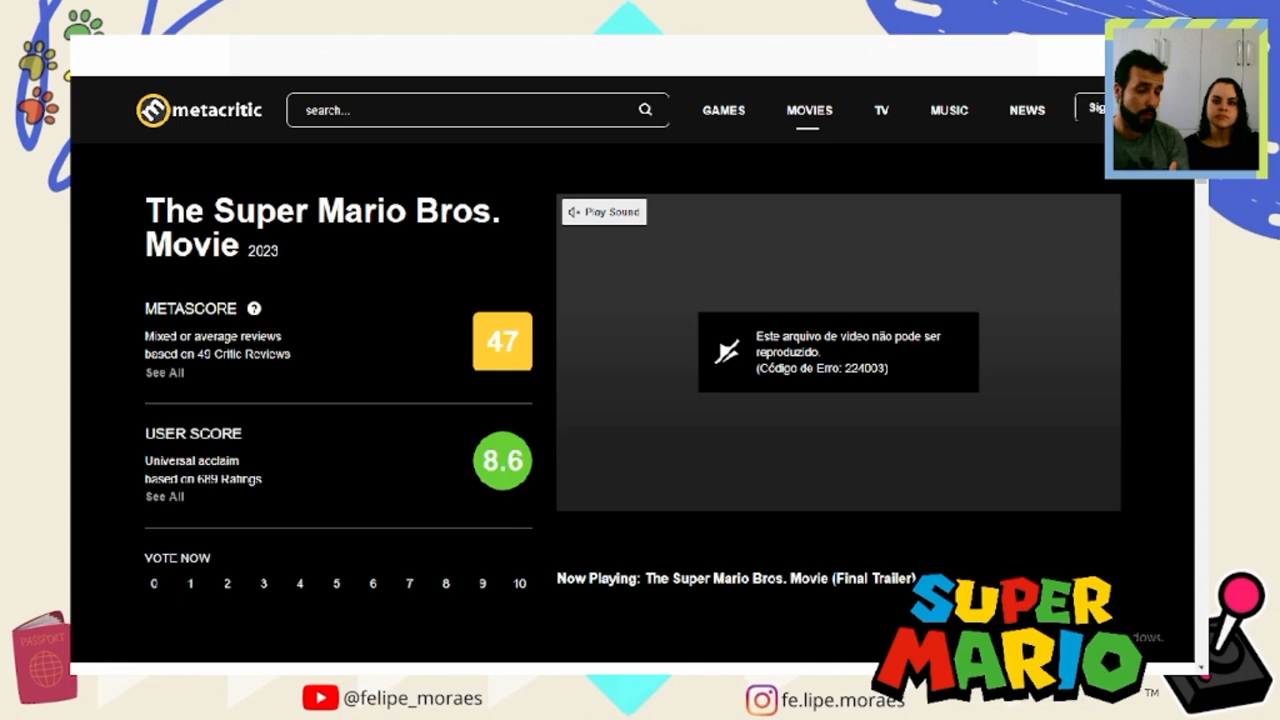 metacritic
search...
GAMES
MOVIES
TV
MUSIC
NEWS
Sig
The Super Mario Bros.
Movie 2023
METASCORE ?
Mixed or average reviews
based on 49 Critic Reviews
See All
47
USER SCORE
Universal acclaim
based on 689 Ratings
See All
8.6
VOTE NOW
0 1 2 3 4 5 6 7 8 9 10
Play Sound
Este arquivo de vídeo não pode ser
reproduzido.
(Código de Erro: 224003)
Now Playing: The Super Mario Bros. Movie (Final Trailer)
SUPER
MARIO
TM
dows.
PASSPORT
@felipe_moraes
fe.lipe.moraes